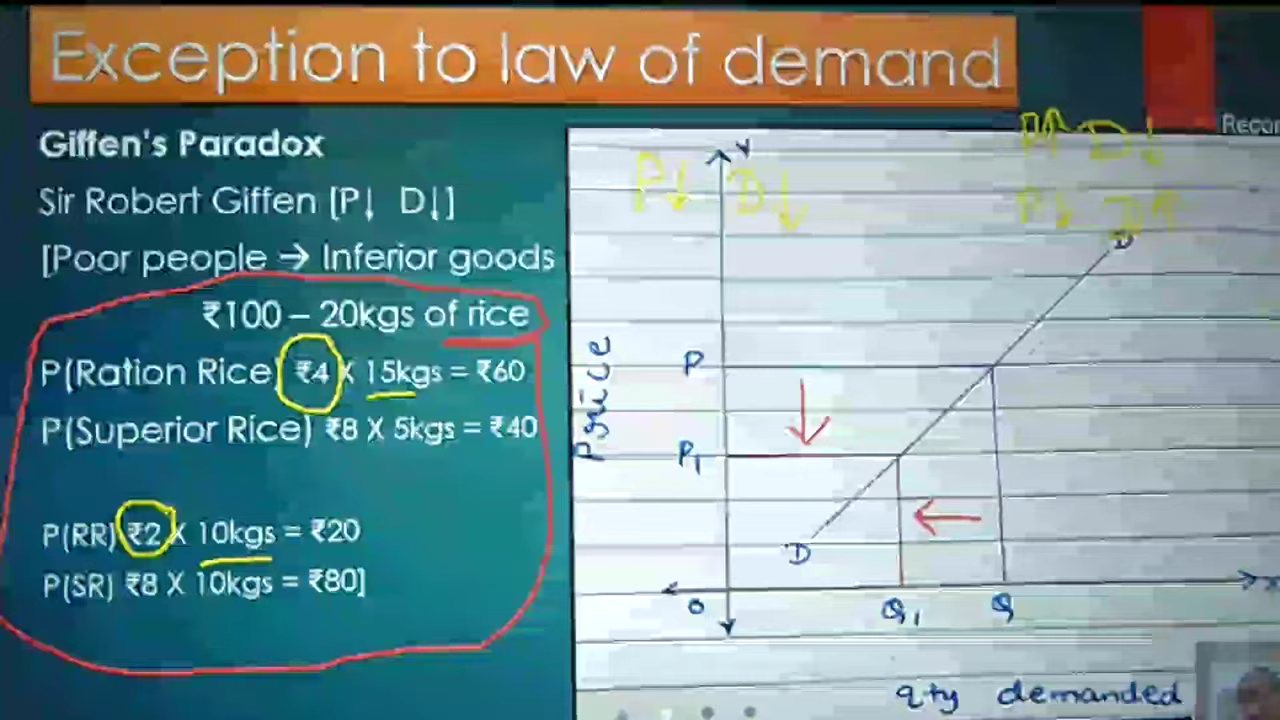 Exception to law of demand
Giffen's Paradox
Sir Robert Giffen [P↓ D↓]
[Poor people → Inferior goods
₹100 – 20kgs of rice
P(Ration Rice) ₹4 X 15kgs = ₹60
P(Superior Rice) ₹8 X 5kgs = ₹40
P(RR) ₹2 X 10kgs = ₹20
P(SR) ₹8 X 10kgs = ₹80]
Recor
P↑ D↓
P↓ D↑
P↓ D↓
Y
D
Price
P
P1
D
O
Q1
Q
x
qty demanded